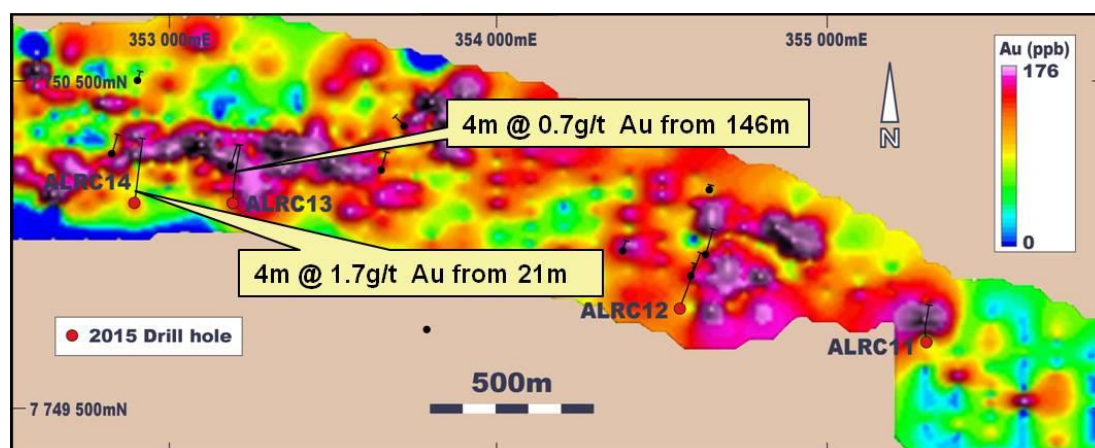 353 000mE
354 000mE
355 000mE
Au (ppb)
176
0
7 750 500mN
4m @ 0.7g/t Au from 146m
N
ALRC14
ALRC13
4m @ 1.7g/t Au from 21m
ALRC12
ALRC11
2015 Drill hole
500m
7 749 500mN